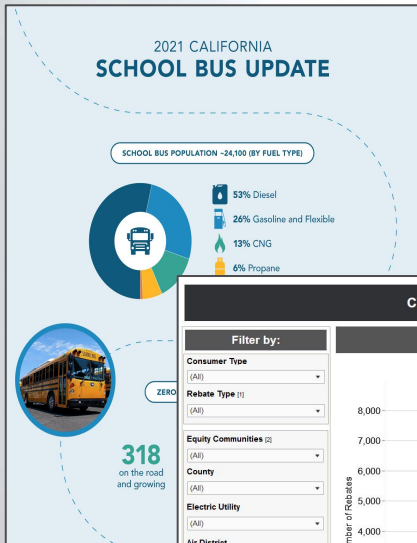 2021 CALIFORNIA
SCHOOL BUS UPDATE
SCHOOL BUS POPULATION ~24,100 (BY FUEL TYPE)
53% Diesel
26% Gasoline and Flexible
13% CNG
6% Propane
ZERO
318
on the road
and growing
C
Filter by:
Consumer Type
(All)
Rebate Type [1]
(All)
Equity Communities [2]
(All)
County
(All)
Electric Utility
(All)
Air District
8,000
7,000
6,000
5,000
4,000
mber of Rebates